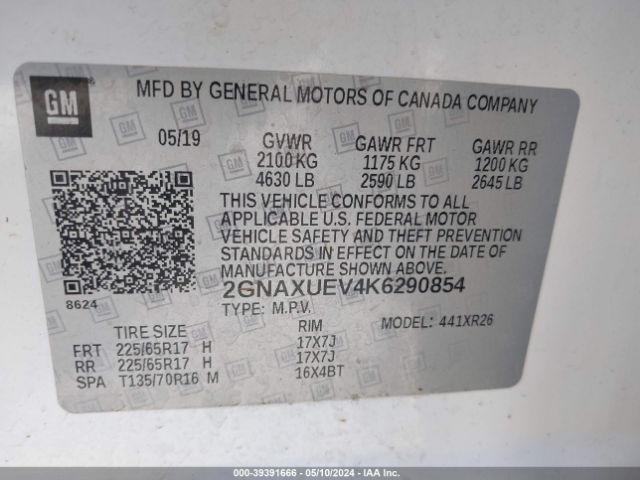 GM
MFD BY GENERAL MOTORS OF CANADA COMPANY
05/19 GVWR GAWR FRT GAWR RR
2100 KG 1175 KG 1200 KG
4630 LB 2590 LB 2645 LB
THIS VEHICLE CONFORMS TO ALL
APPLICABLE U.S. FEDERAL MOTOR
VEHICLE SAFETY AND THEFT PREVENTION
STANDARDS IN EFFECT ON THE DATE OF
MANUFACTURE SHOWN ABOVE.
8624 2GNAXUEV4K6290854
TYPE: M.P.V. MODEL: 441XR26
TIRE SIZE RIM
FRT 225/65R17 H 17X7J
RR 225/65R17 H 17X7J
SPA T135/70R16 M 16X4BT
000-39391666 - 05/10/2024 - IAA Inc.